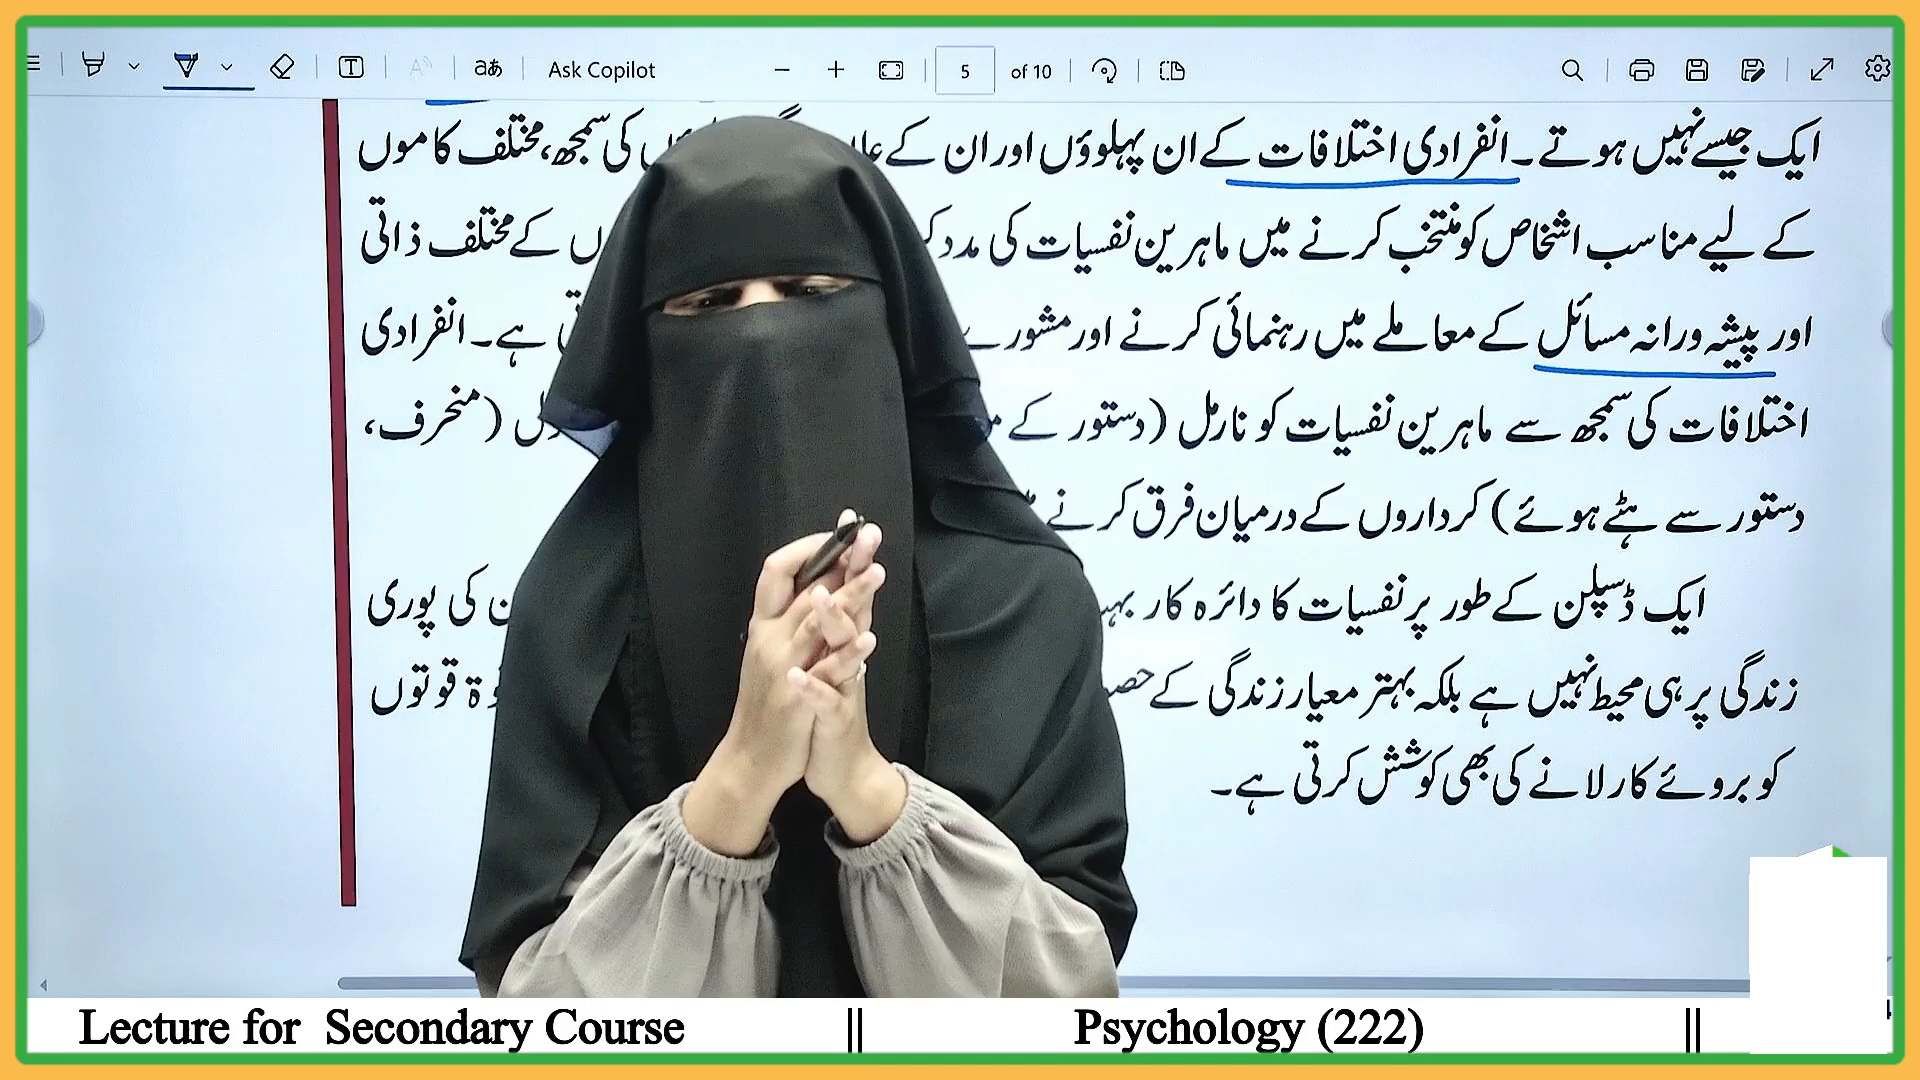 Ask Copilot
5 of 10
ایک جیسے نہیں ہوتے۔ انفرادی اختلافات کے ان پہلوؤں اور ان کے کی سمجھ، مختلف کاموں
کے لیے مناسب اشخاص کو منتخب کرنے میں ماہرین نفسیات کی مدد کے مختلف ذاتی
اور پیشہ ورانہ مسائل کے معاملے میں رہنمائی کرنے اور مشورے ہے۔ انفرادی
اختلافات کی سمجھ سے ماہرین نفسیات کو نارمل (دستور کے (منحرف،
دستور سے ہٹے ہوئے) کرداروں کے درمیان فرق کرنے
ایک ڈسپلن کے طور پر نفسیات کا دائرہ کار کی پوری
زندگی پر ہی محیط نہیں ہے بلکہ بہتر معیار زندگی کے قوتوں
کو بروئے کار لانے کی بھی کوشش کرتی ہے۔
Lecture for Secondary Course || Psychology (222) ||